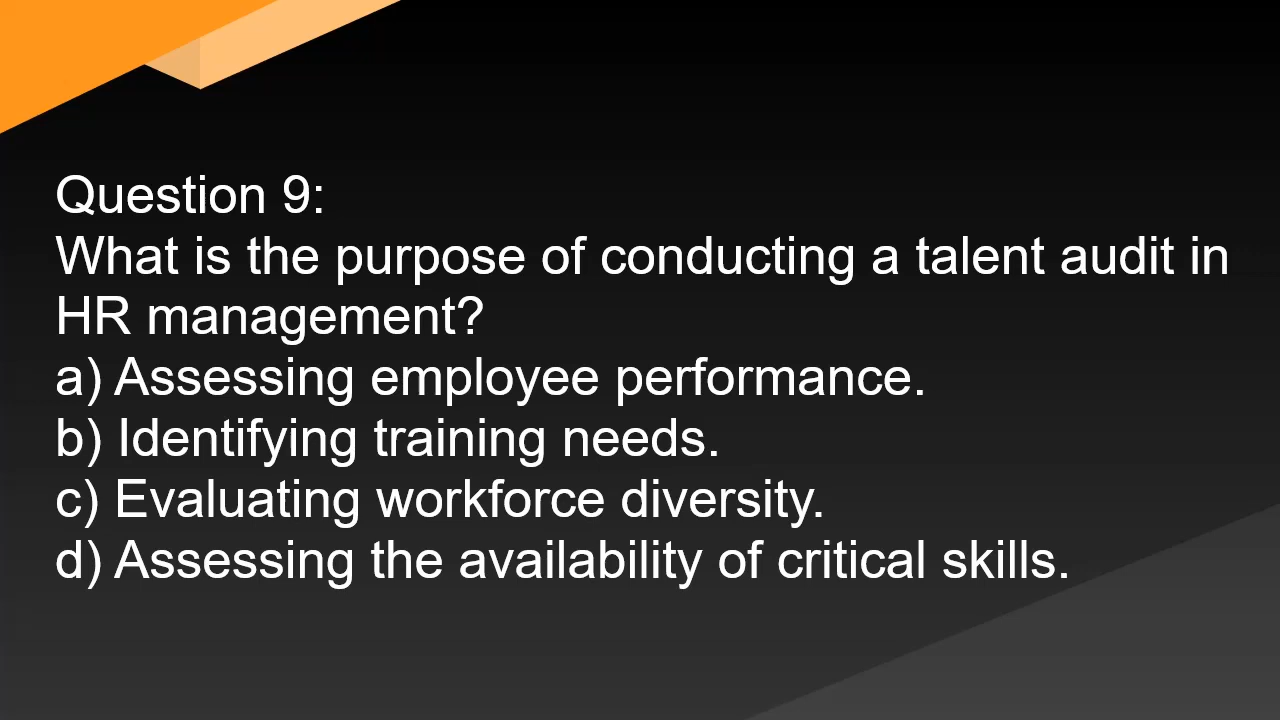 Question 9:
What is the purpose of conducting a talent audit in
HR management?
a) Assessing employee performance.
b) Identifying training needs.
c) Evaluating workforce diversity.
d) Assessing the availability of critical skills.